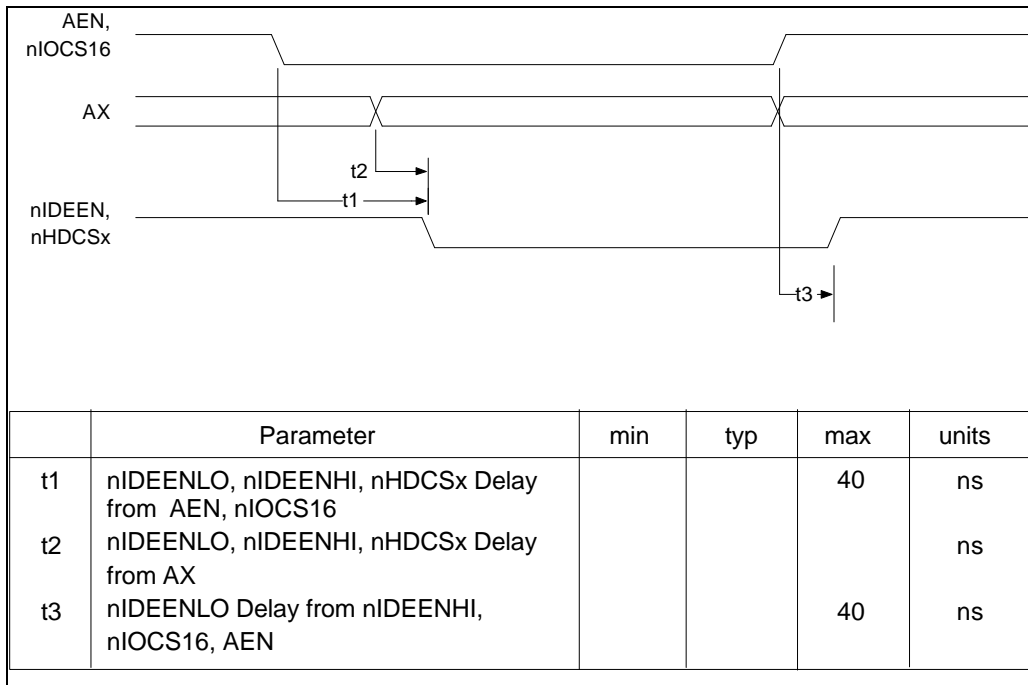 AEN,
nIOCS16
AX
t2
t1
nIDEEN,
nHDCSx
t3
Parameter min typ max units
t1 nIDEENLO, nIDEENHI, nHDCSx Delay 40 ns
from AEN, nIOCS16
t2 nIDEENLO, nIDEENHI, nHDCSx Delay ns
from AX
t3 nIDEENLO Delay from nIDEENHI, 40 ns
nIOCS16, AEN